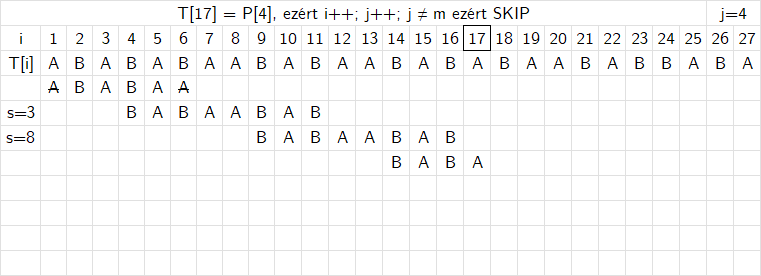 T[17] = P[4], ezért i++; j++; j ≠ m ezért SKIP j=4
i 1 2 3 4 5 6 7 8 9 10 11 12 13 14 15 16 17 18 19 20 21 22 23 24 25 26 27
T[i] A B A B A B A A B A B A A B A B A B A A B A B B A B A
A B A B A A
s=3 B A B A A B A B
s=8 B A B A A B A B
B A B A